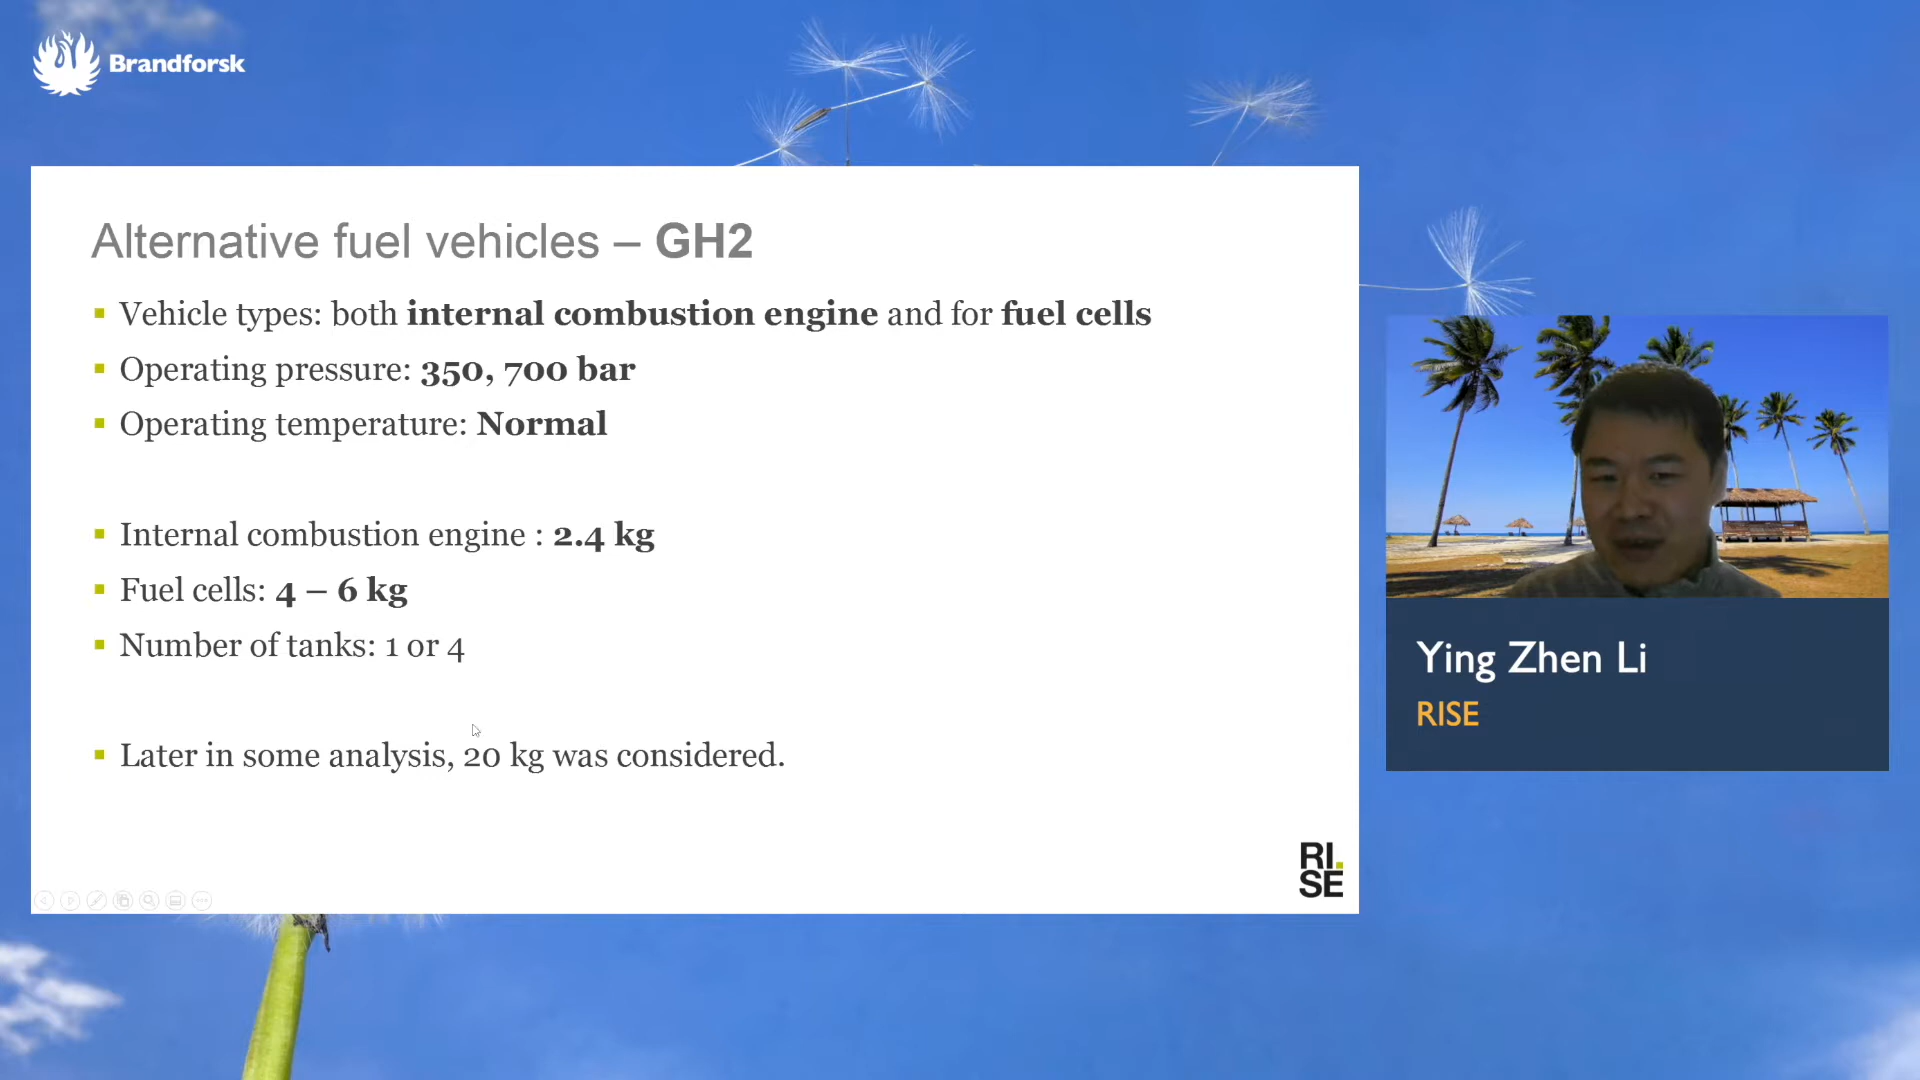 Brandforsk
Alternative fuel vehicles – GH2
Vehicle types: both internal combustion engine and for fuel cells
Operating pressure: 350, 700 bar
Operating temperature: Normal
Internal combustion engine : 2.4 kg
Fuel cells: 4 – 6 kg
Number of tanks: 1 or 4
Later in some analysis, 20 kg was considered.
RI.
SE
Ying Zhen Li
RISE